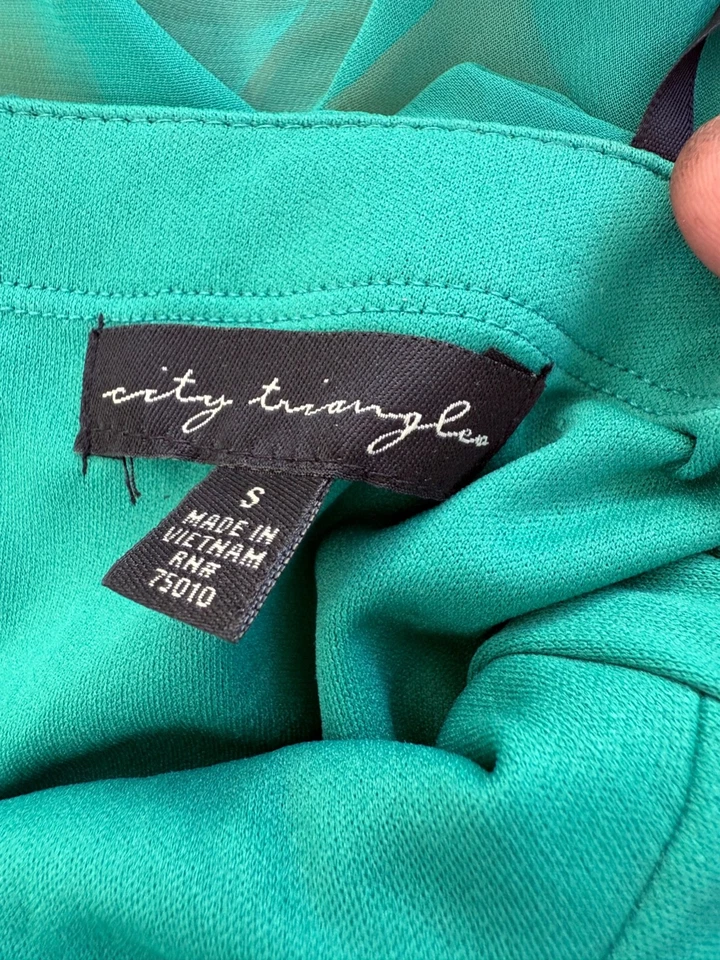 city triangles
S
MADE IN
VIETNAM
RN#
75010